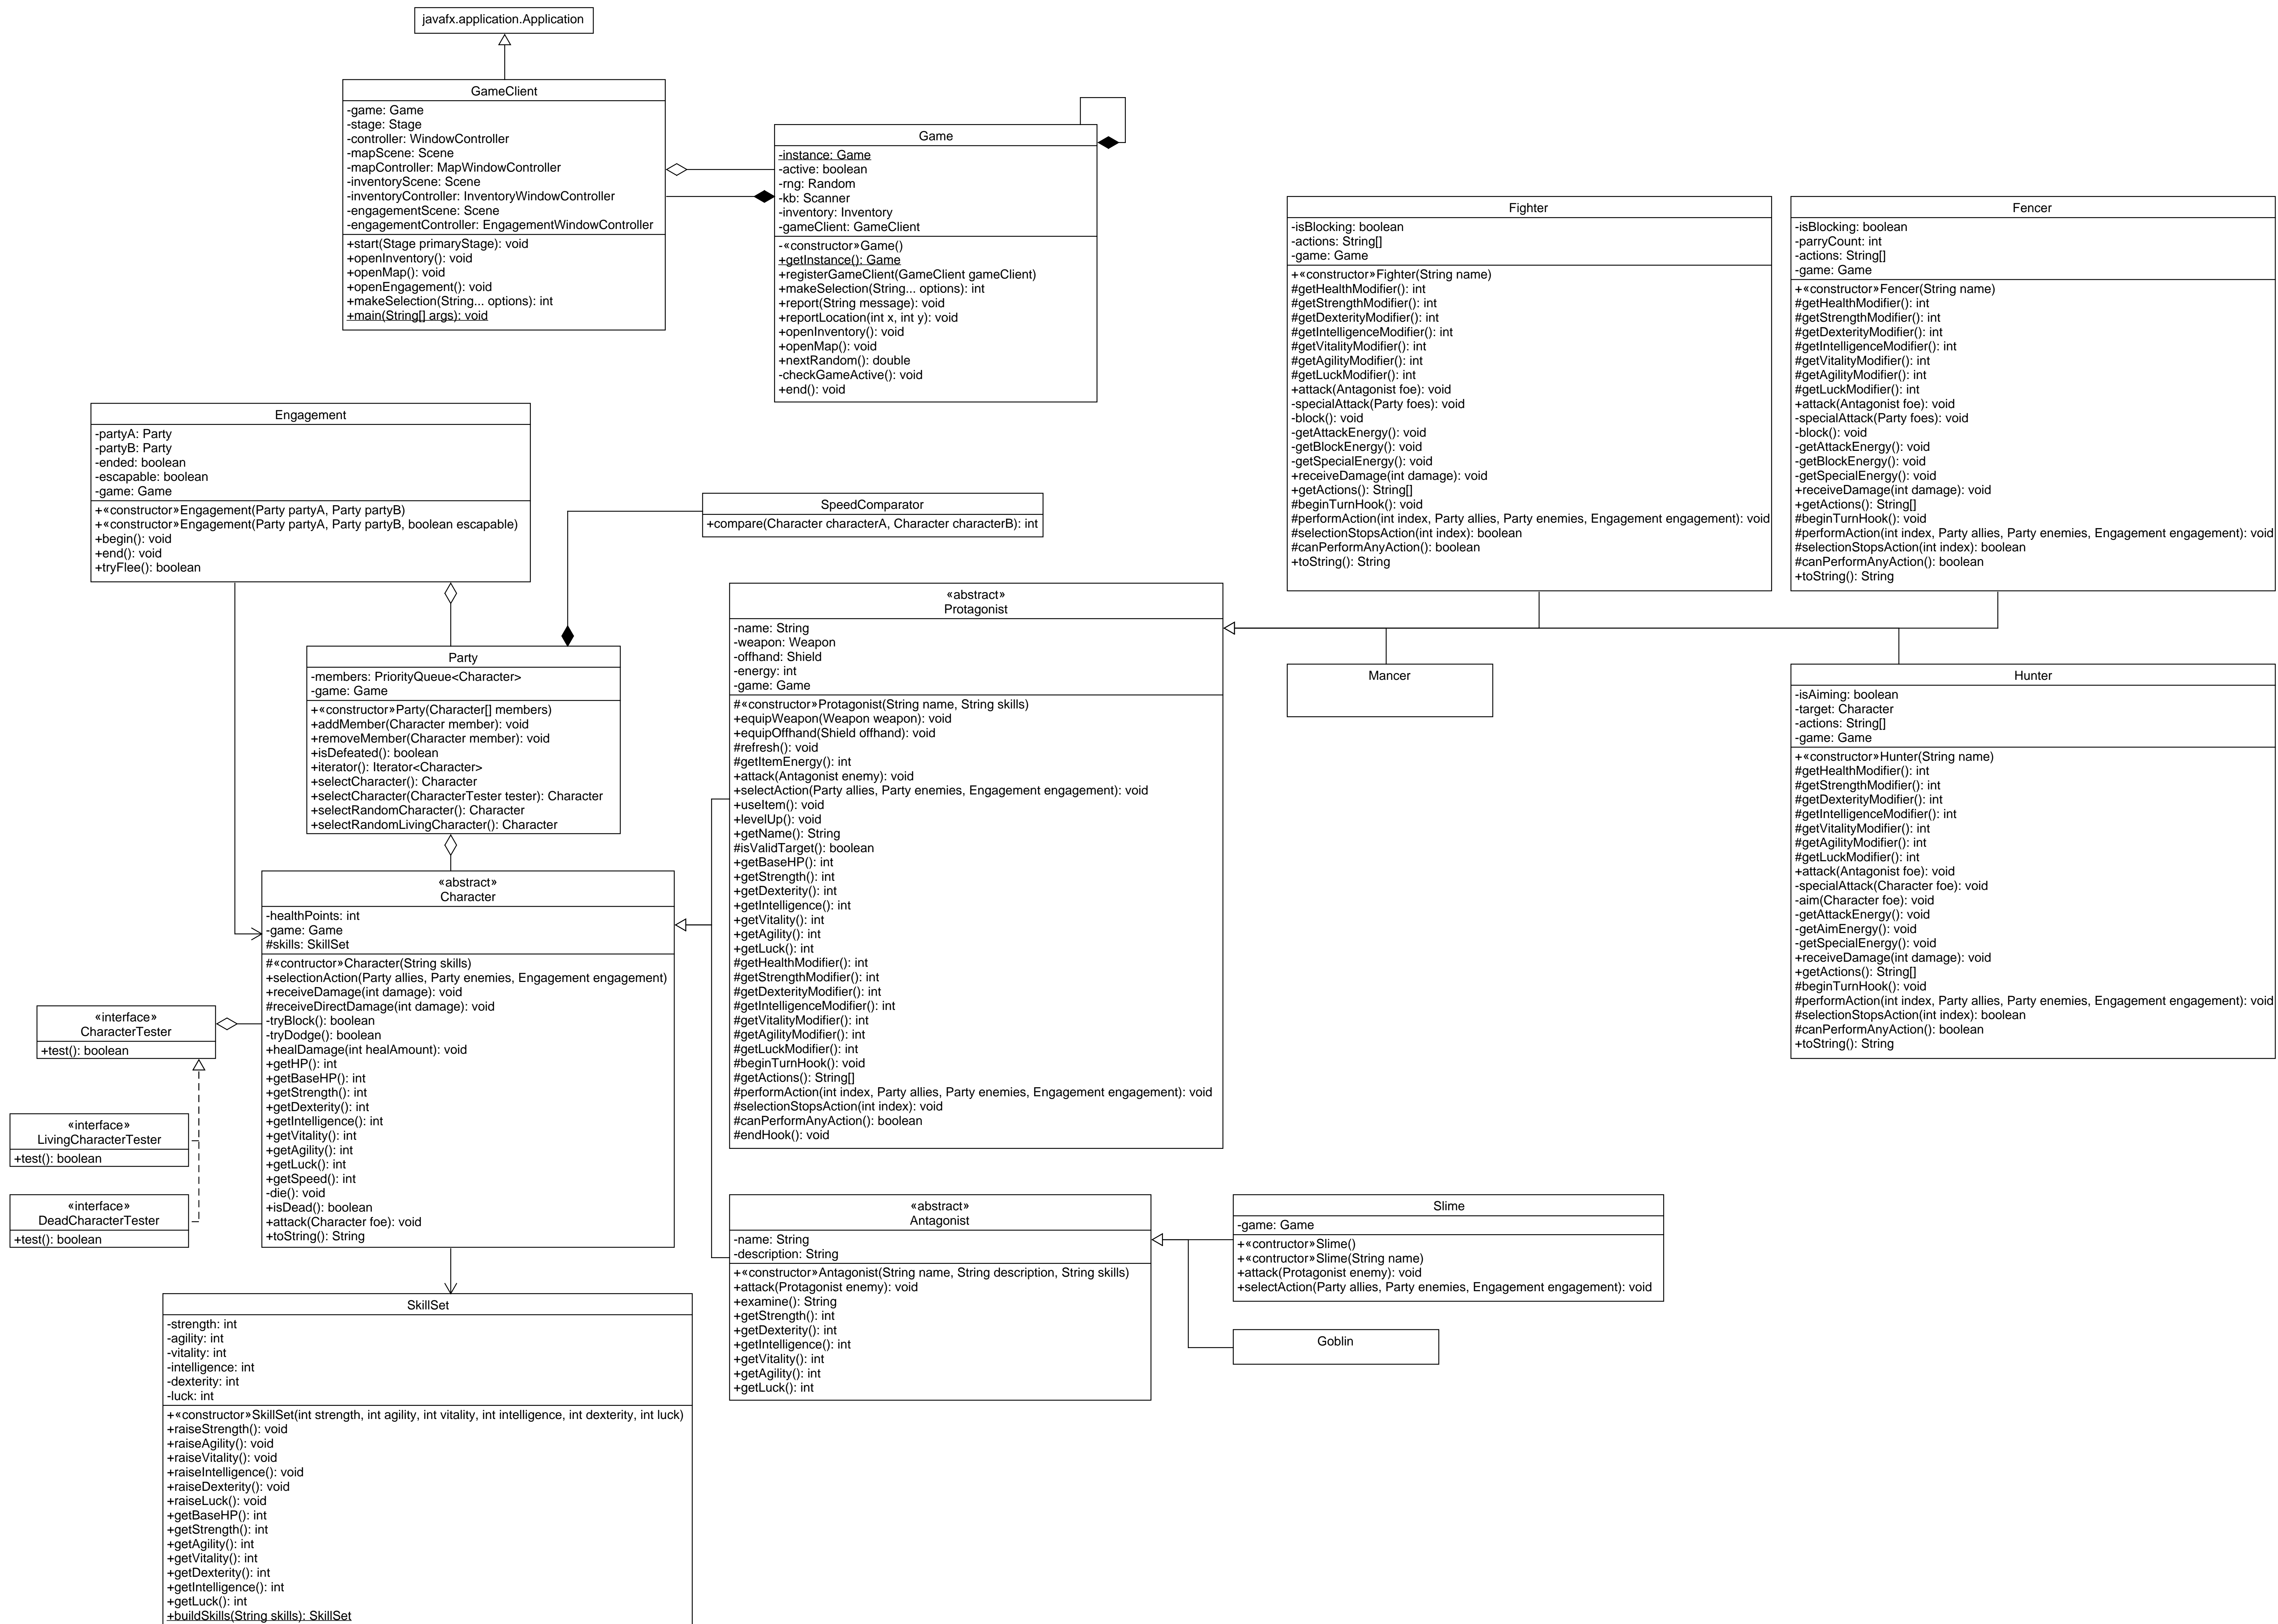 javafx.application.Application
GameClient
-game: Game
-stage: Stage
-controller: WindowController
-mapScene: Scene
-mapController: MapWindowController
-inventoryScene: Scene
-inventoryController: InventoryWindowController
-engagementScene: Scene
-engagementController: EngagementWindowController
+start(Stage primaryStage): void
+openInventory(): void
+openMap(): void
+openEngagement(): void
+makeSelection(String... options): int
+main(String[] args): void
Game
-instance: Game
-active: boolean
-rng: Random
-kb: Scanner
-inventory: Inventory
-gameClient: GameClient
-«constructor»Game()
+getInstance(): Game
+registerGameClient(GameClient gameClient)
+makeSelection(String... options): int
+report(String message): void
+reportLocation(int x, int y): void
+openInventory(): void
+openMap(): void
+nextRandom(): double
-checkGameActive(): void
+end(): void
Fighter
-isBlocking: boolean
-actions: String[]
-game: Game
+«constructor»Fighter(String name)
#getHealthModifier(): int
#getStrengthModifier(): int
#getDexterityModifier(): int
#getIntelligenceModifier(): int
#getVitalityModifier(): int
#getAgilityModifier(): int
#getLuckModifier(): int
+attack(Antagonist foe): void
-specialAttack(Party foes): void
-block(): void
-getAttackEnergy(): void
-getBlockEnergy(): void
-getSpecialEnergy(): void
+receiveDamage(int damage): void
+getActions(): String[]
#beginTurnHook(): void
#performAction(int index, Party allies, Party enemies, Engagement engagement): void
#selectionStopsAction(int index): boolean
#canPerformAnyAction(): boolean
+toString(): String
Fencer
-isBlocking: boolean
-parryCount: int
-actions: String[]
-game: Game
+«constructor»Fencer(String name)
#getHealthModifier(): int
#getStrengthModifier(): int
#getDexterityModifier(): int
#getIntelligenceModifier(): int
#getVitalityModifier(): int
#getAgilityModifier(): int
#getLuckModifier(): int
+attack(Antagonist foe): void
-specialAttack(Party foes): void
-block(): void
-getAttackEnergy(): void
-getBlockEnergy(): void
-getSpecialEnergy(): void
+receiveDamage(int damage): void
+getActions(): String[]
#beginTurnHook(): void
#performAction(int index, Party allies, Party enemies, Engagement engagement): void
#selectionStopsAction(int index): boolean
#canPerformAnyAction(): boolean
+toString(): String
Engagement
-partyA: Party
-partyB: Party
-ended: boolean
-escapable: boolean
-game: Game
+«constructor»Engagement(Party partyA, Party partyB)
+«constructor»Engagement(Party partyA, Party partyB, boolean escapable)
+begin(): void
+end(): void
+tryFlee(): boolean
SpeedComparator
+compare(Character characterA, Character characterB): int
Party
-members: PriorityQueue<Character>
-game: Game
+«constructor»Party(Character[] members)
+addMember(Character member): void
+removeMember(Character member): void
+isDefeated(): boolean
+iterator(): Iterator<Character>
+selectCharacter(): Character
+selectCharacter(CharacterTester tester): Character
+selectRandomCharacter(): Character
+selectRandomLivingCharacter(): Character
«abstract»
Protagonist
-name: String
-weapon: Weapon
-offhand: Shield
-energy: int
-game: Game
#«constructor»Protagonist(String name, String skills)
+equipWeapon(Weapon weapon): void
+equipOffhand(Shield offhand): void
#refresh(): void
#getItemEnergy(): int
+attack(Antagonist enemy): void
+selectAction(Party allies, Party enemies, Engagement engagement): void
+useItem(): void
+levelUp(): void
+getName(): String
#isValidTarget(): boolean
+getBaseHP(): int
+getStrength(): int
+getDexterity(): int
+getIntelligence(): int
+getVitality(): int
+getAgility(): int
+getLuck(): int
#getHealthModifier(): int
#getStrengthModifier(): int
#getDexterityModifier(): int
#getIntelligenceModifier(): int
#getVitalityModifier(): int
#getAgilityModifier(): int
#getLuckModifier(): int
#beginTurnHook(): void
#getActions(): String[]
#performAction(int index, Party allies, Party enemies, Engagement engagement): void
#selectionStopsAction(int index): void
#canPerformAnyAction(): boolean
#endHook(): void
Mancer
Hunter
-isAiming: boolean
-target: Character
-actions: String[]
-game: Game
+«constructor»Hunter(String name)
#getHealthModifier(): int
#getStrengthModifier(): int
#getDexterityModifier(): int
#getIntelligenceModifier(): int
#getVitalityModifier(): int
#getAgilityModifier(): int
#getLuckModifier(): int
+attack(Antagonist foe): void
-specialAttack(Character foe): void
-aim(Character foe): void
-getAttackEnergy(): void
-getAimEnergy(): void
-getSpecialEnergy(): void
+receiveDamage(int damage): void
+getActions(): String[]
#beginTurnHook(): void
#performAction(int index, Party allies, Party enemies, Engagement engagement): void
#selectionStopsAction(int index): boolean
#canPerformAnyAction(): boolean
+toString(): String
«abstract»
Character
-healthPoints: int
-game: Game
#skills: SkillSet
#«contructor»Character(String skills)
+selectionAction(Party allies, Party enemies, Engagement engagement)
+receiveDamage(int damage): void
#receiveDirectDamage(int damage): void
-tryBlock(): boolean
-tryDodge(): boolean
+healDamage(int healAmount): void
+getHP(): int
+getBaseHP(): int
+getStrength(): int
+getDexterity(): int
+getIntelligence(): int
+getVitality(): int
+getAgility(): int
+getLuck(): int
+getSpeed(): int
-die(): void
+isDead(): boolean
+attack(Character foe): void
+toString(): String
«interface»
CharacterTester
+test(): boolean
«interface»
LivingCharacterTester
+test(): boolean
«interface»
DeadCharacterTester
+test(): boolean
«abstract»
Antagonist
-name: String
-description: String
+«constructor»Antagonist(String name, String description, String skills)
+attack(Protagonist enemy): void
+examine(): String
+getStrength(): int
+getDexterity(): int
+getIntelligence(): int
+getVitality(): int
+getAgility(): int
+getLuck(): int
Slime
-game: Game
+«contructor»Slime()
+«contructor»Slime(String name)
+attack(Protagonist enemy): void
+selectAction(Party allies, Party enemies, Engagement engagement): void
Goblin
SkillSet
-strength: int
-agility: int
-vitality: int
-intelligence: int
-dexterity: int
-luck: int
+«constructor»SkillSet(int strength, int agility, int vitality, int intelligence, int dexterity, int luck)
+raiseStrength(): void
+raiseAgility(): void
+raiseVitality(): void
+raiseIntelligence(): void
+raiseDexterity(): void
+raiseLuck(): void
+getBaseHP(): int
+getStrength(): int
+getAgility(): int
+getVitality(): int
+getDexterity(): int
+getIntelligence(): int
+getLuck(): int
+buildSkills(String skills): SkillSet